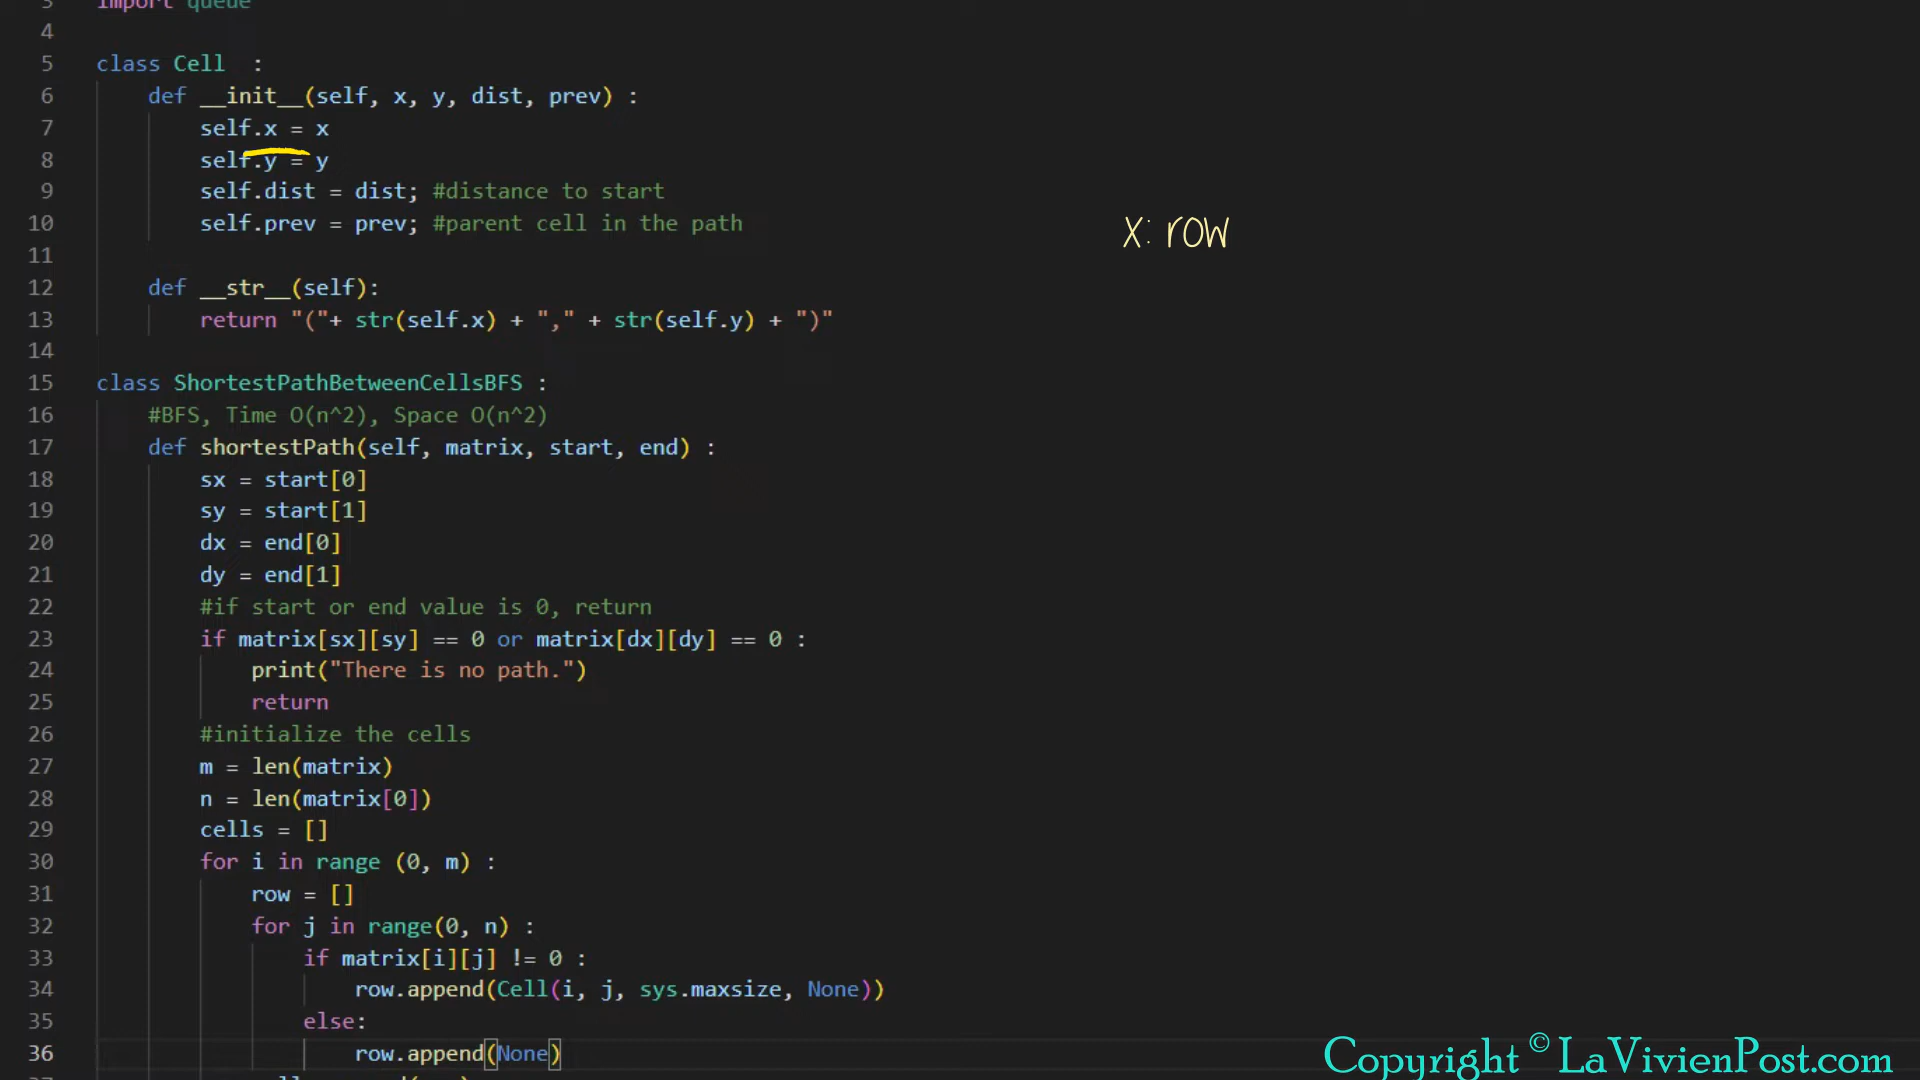 3 import queue
4
5 class Cell  :
6 def __init__(self, x, y, dist, prev) :
7 self.x = x
8 self.y = y
9 self.dist = dist; #distance to start
10 self.prev = prev; #parent cell in the path
x: row
11
12 def __str__(self):
13 return "("+ str(self.x) + "," + str(self.y) + ")"
14
15 class ShortestPathBetweenCellsBFS :
16 #BFS, Time O(n^2), Space O(n^2)
17 def shortestPath(self, matrix, start, end) :
18 sx = start[0]
19 sy = start[1]
20 dx = end[0]
21 dy = end[1]
22 #if start or end value is 0, return
23 if matrix[sx][sy] == 0 or matrix[dx][dy] == 0 :
24 print("There is no path.")
25 return
26 #initialize the cells
27 m = len(matrix)
28 n = len(matrix[0])
29 cells = []
30 for i in range (0, m) :
31 row = []
32 for j in range(0, n) :
33 if matrix[i][j] != 0 :
34 row.append(Cell(i, j, sys.maxsize, None))
35 else:
36 row.append(None)
Copyright © LaVivienPost.com